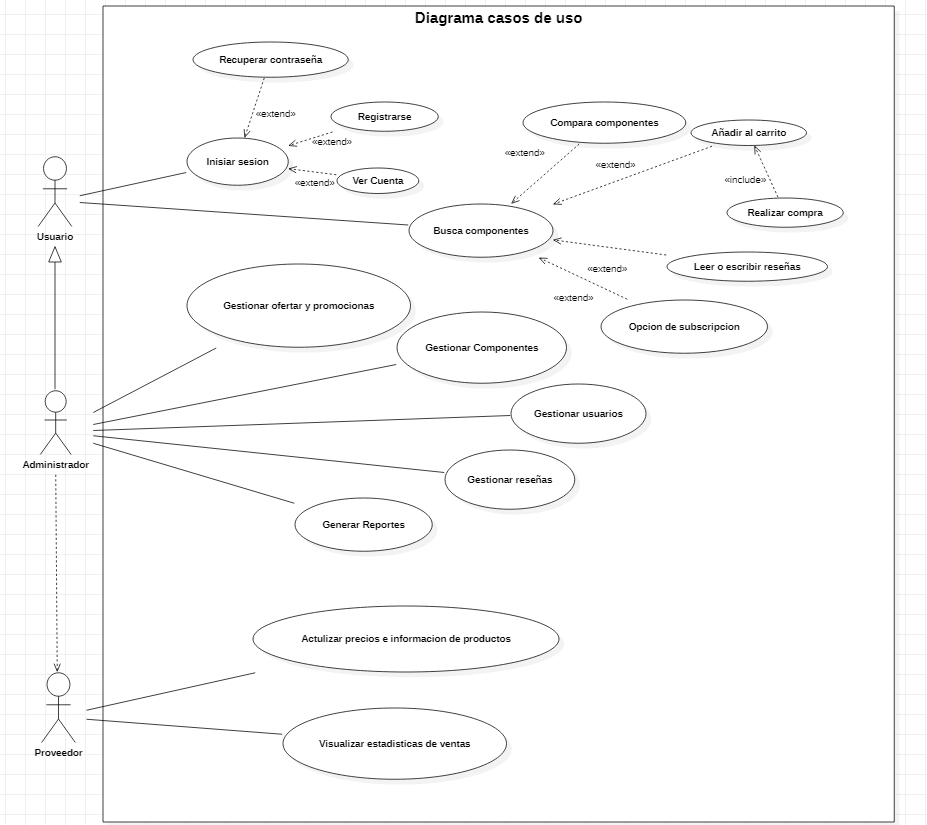 Diagrama casos de uso
Recuperar contraseña
«extend»
Registrarse
«extend»
Inisiar sesion
Ver Cuenta
«extend»
Compara componentes
Añadir al carrito
«extend»
«extend»
«include»
Realizar compra
Usuario
Busca componentes
Leer o escribir reseñas
«extend»
«extend»
Opcion de subscripcion
Gestionar ofertar y promocionas
Gestionar Componentes
Gestionar usuarios
Administrador
Gestionar reseñas
Generar Reportes
Actulizar precios e informacion de productos
Proveedor
Visualizar estadisticas de ventas